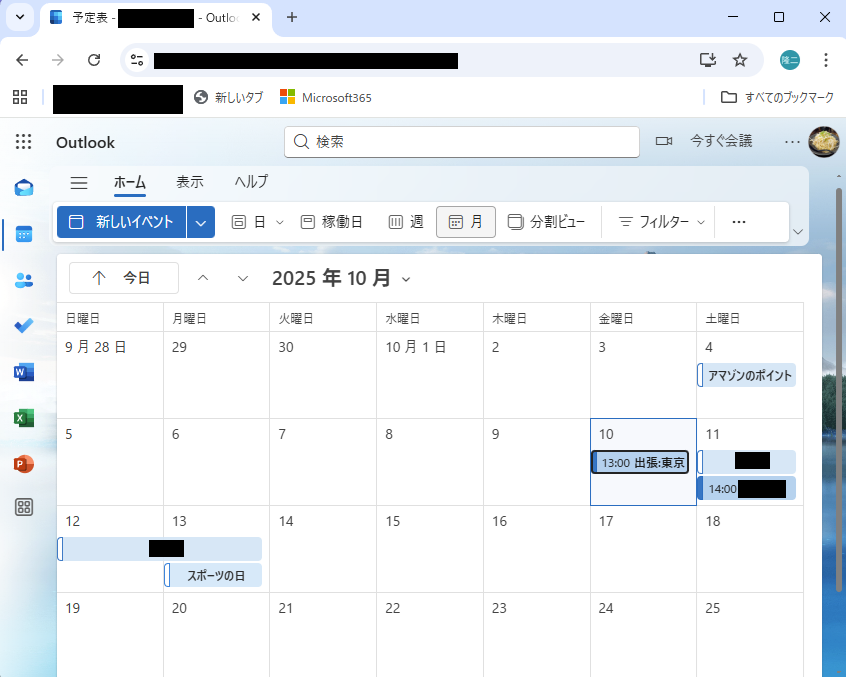 予定表 -
- Outlo
隆二
新しいタブ
Microsoft365
すべてのブックマーク
Outlook
検索
今すぐ会議
ホーム 表示 ヘルプ
新しいイベント 日 稼働日 週 月 分割ビュー フィルター
今日 2025 年 10 月
日曜日 月曜日 火曜日 水曜日 木曜日 金曜日 土曜日
9 月 28 日 29 30 10 月 1 日 2 3 4
アマゾンのポイント
5 6 7 8 9 10 11
13:00 出張:東京
14:00
12 13 14 15 16 17 18
スポーツの日
19 20 21 22 23 24 25